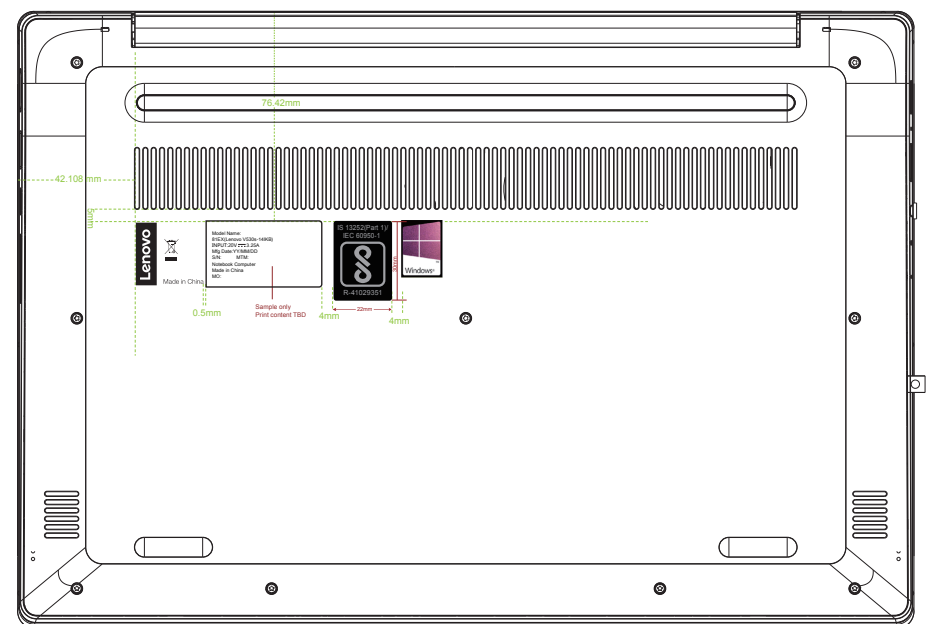 76.42mm
42.108 mm
5mm
Lenovo
Made in China
Model Name:
81EX(Lenovo V530s-14IKB)
INPUT:20V 3.25A
Mfg Date:YY/MM/DD
S/N: MTM:
Notebook Computer
Made in China
MO:
IS 13252(Part 1)/
IEC 60950-1
R-41029351
30mm
Windows®
0.5mm
Sample only
Print content TBD
4mm
22mm
4mm